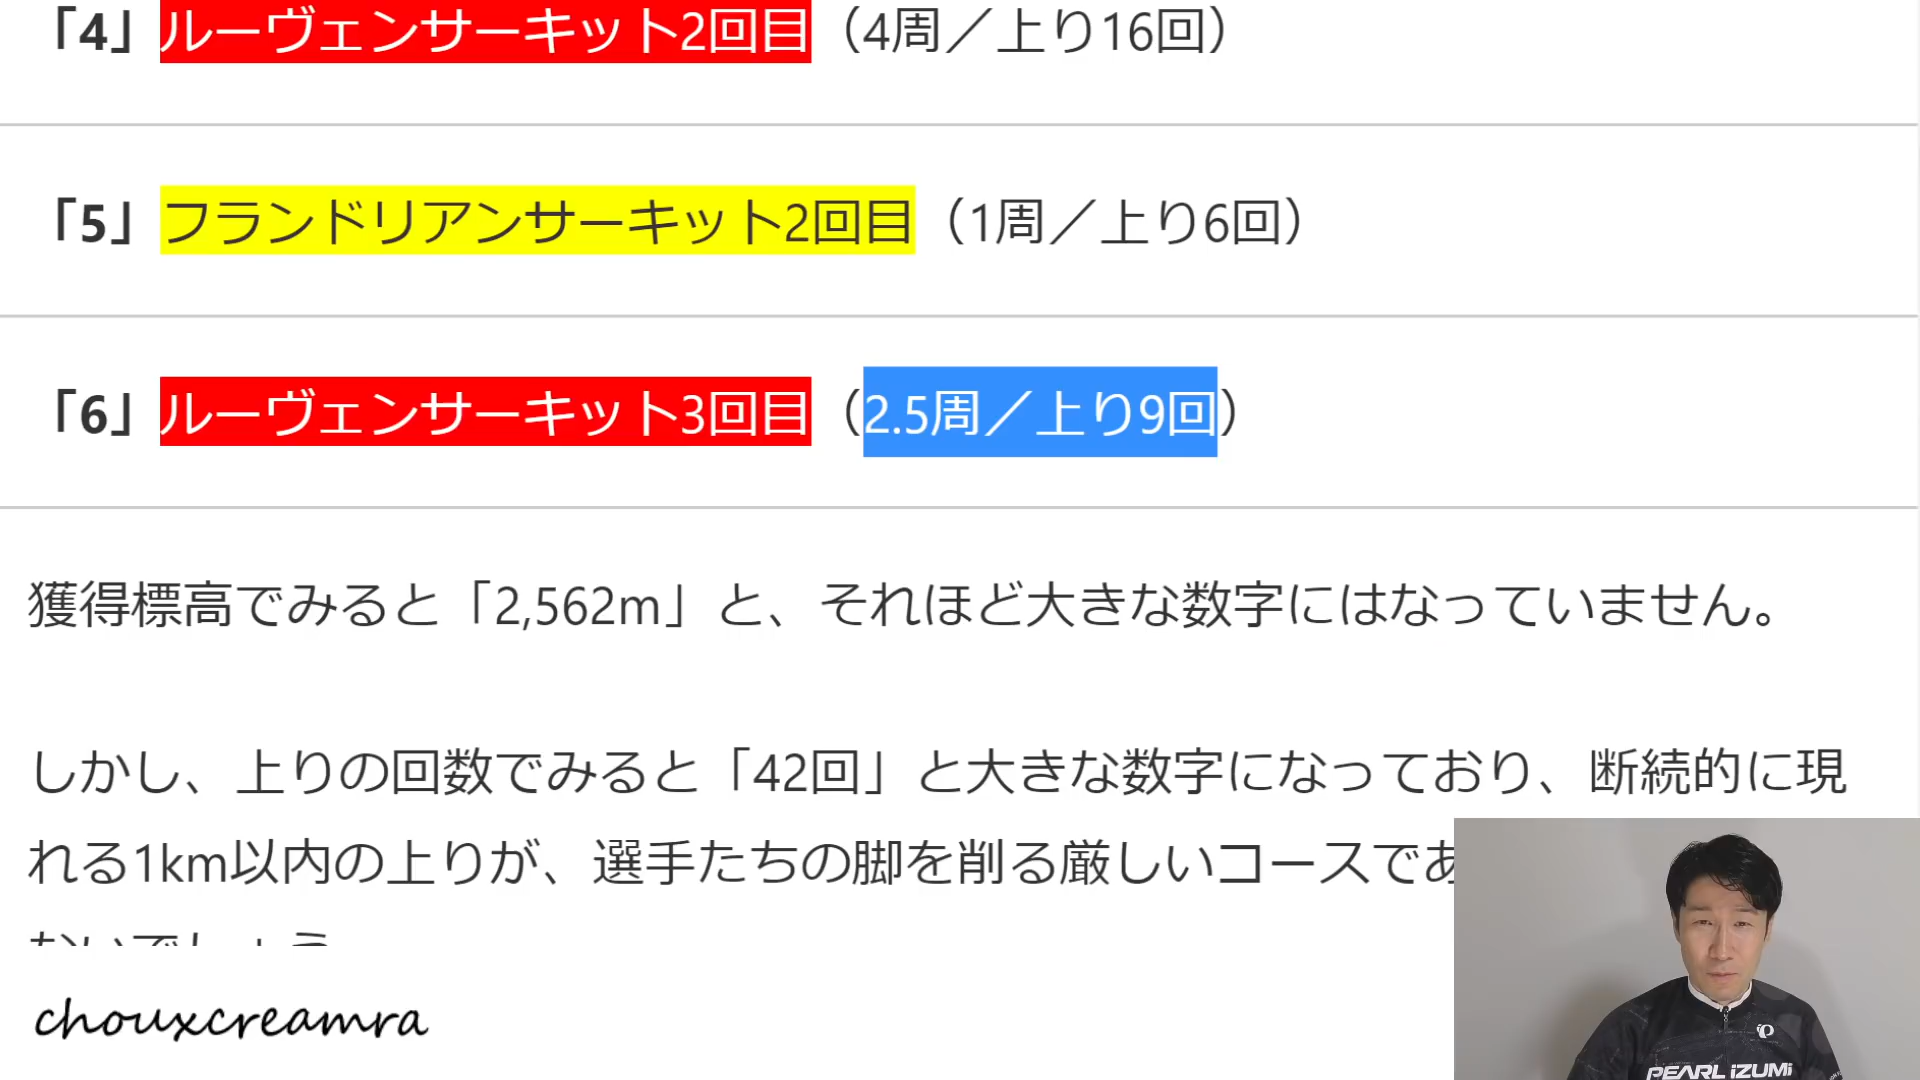 「4」ルーヴェンサーキット2回目（4周／上り16回）
「5」フランドリアンサーキット2回目（1周／上り6回）
「6」ルーヴェンサーキット3回目（2.5周／上り9回）
獲得標高でみると「2,562m」と、それほど大きな数字にはなっていません。
しかし、上りの回数でみると「42回」と大きな数字になっており、断続的に現
れる1km以内の上りが、選手たちの脚を削る厳しいコースであ
ないでしょう
chouxcreamra
PEARL iZUMi